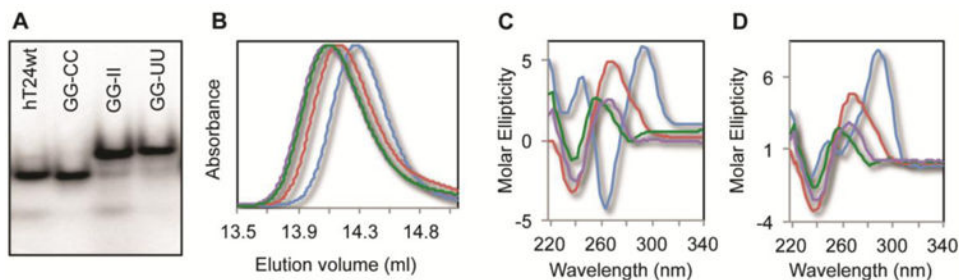 A
hT24wt
GG-CC
GG-II
GG-UU
B
Absorbance
13.5 13.9 14.3 14.8
Elution volume (ml)
C
Molar Ellipticity
5
0
-5
220 260 300 340
Wavelength (nm)
D
Molar Ellipticity
6
1
-4
220 260 300 340
Wavelength (nm)